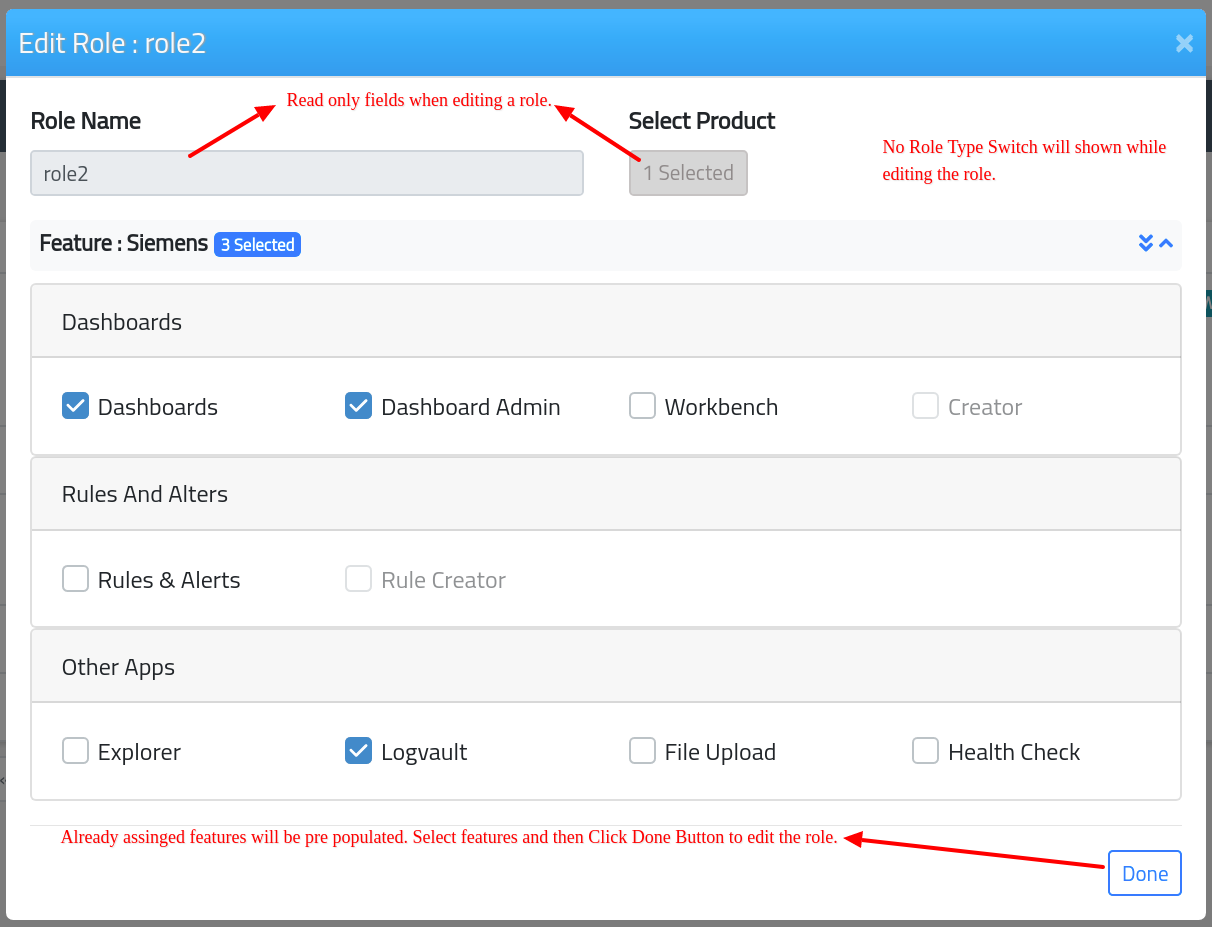 Edit Role : role2
Read only fields when editing a role.
Role Name
Select Product
No Role Type Switch will shown while
editing the role.
role2
1 Selected
Feature : Siemens 3 Selected
Dashboards
Dashboards
Dashboard Admin
Workbench
Creator
Rules And Alters
Rules & Alerts
Rule Creator
Other Apps
Explorer
Logvault
File Upload
Health Check
Already assinged features will be pre populated. Select features and then Click Done Button to edit the role.
Done